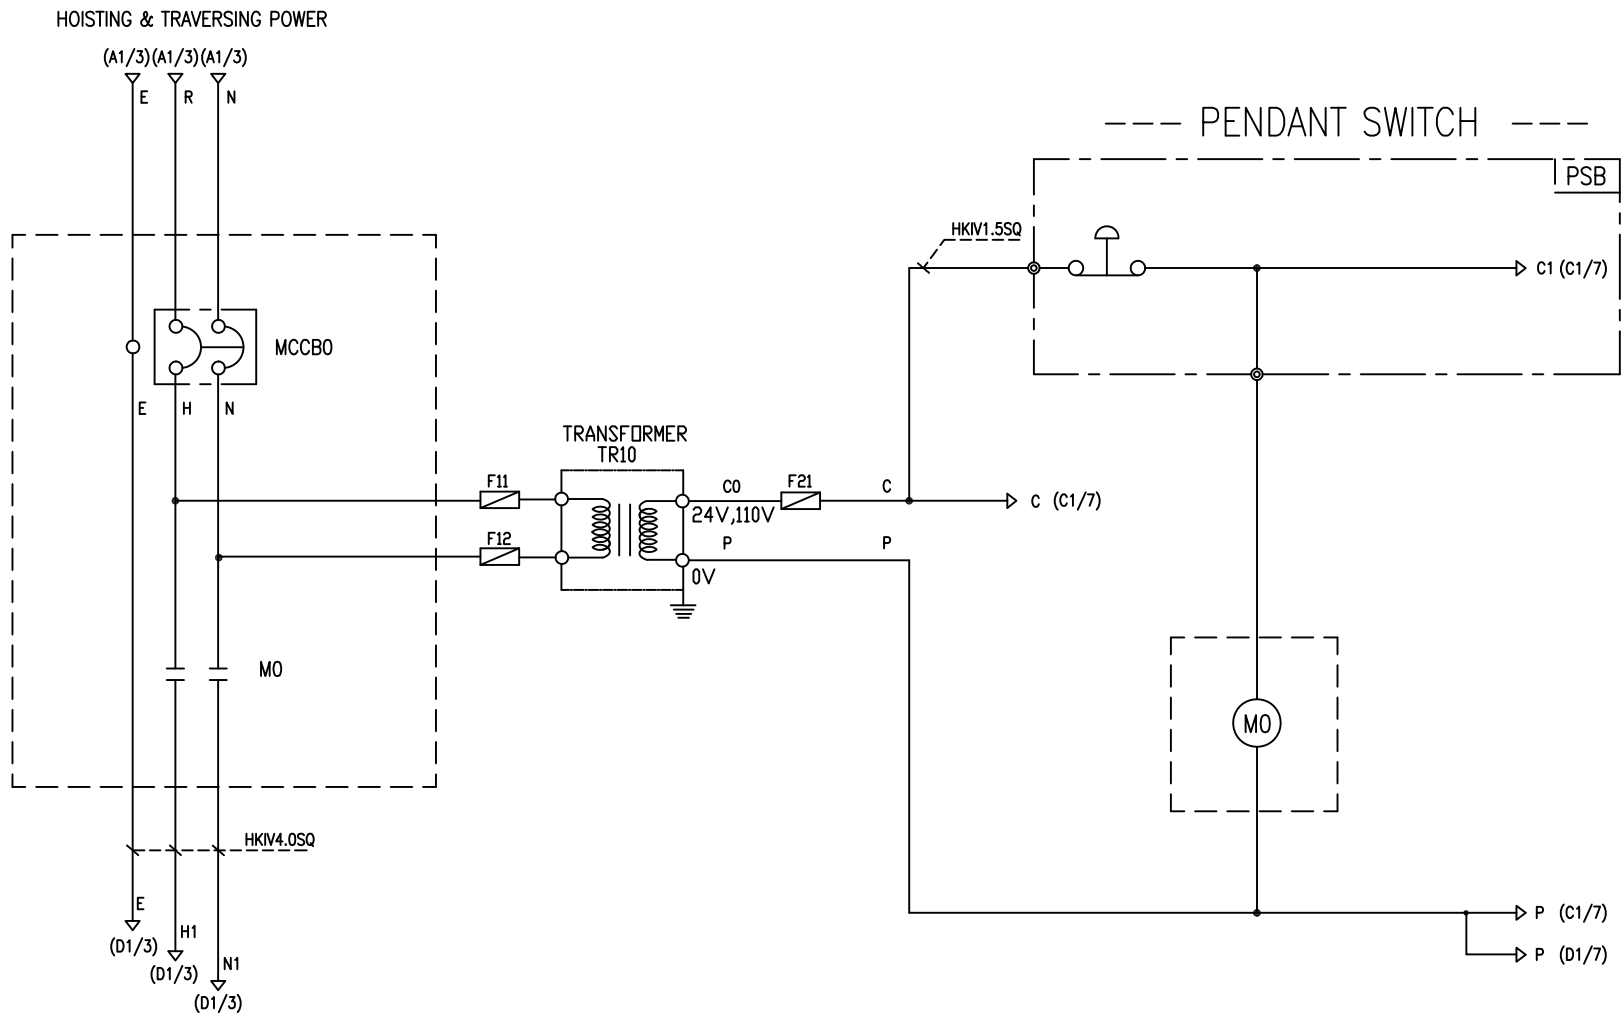 HOISTING & TRAVERSING POWER
(A1/3) (A1/3) (A1/3)
E R N
PENDANT SWITCH
PSB
HKIV1.5SQ
C1 (C1/7)
MCCB0
E H N
TRANSFORMER
TR10
F11
C0
F21
C
C (C1/7)
24V,110V
F12
P
P
0V
M0
M0
HKIV4.0SQ
E
(D1/3)
H1
(D1/3)
N1
(D1/3)
P (C1/7)
P (D1/7)